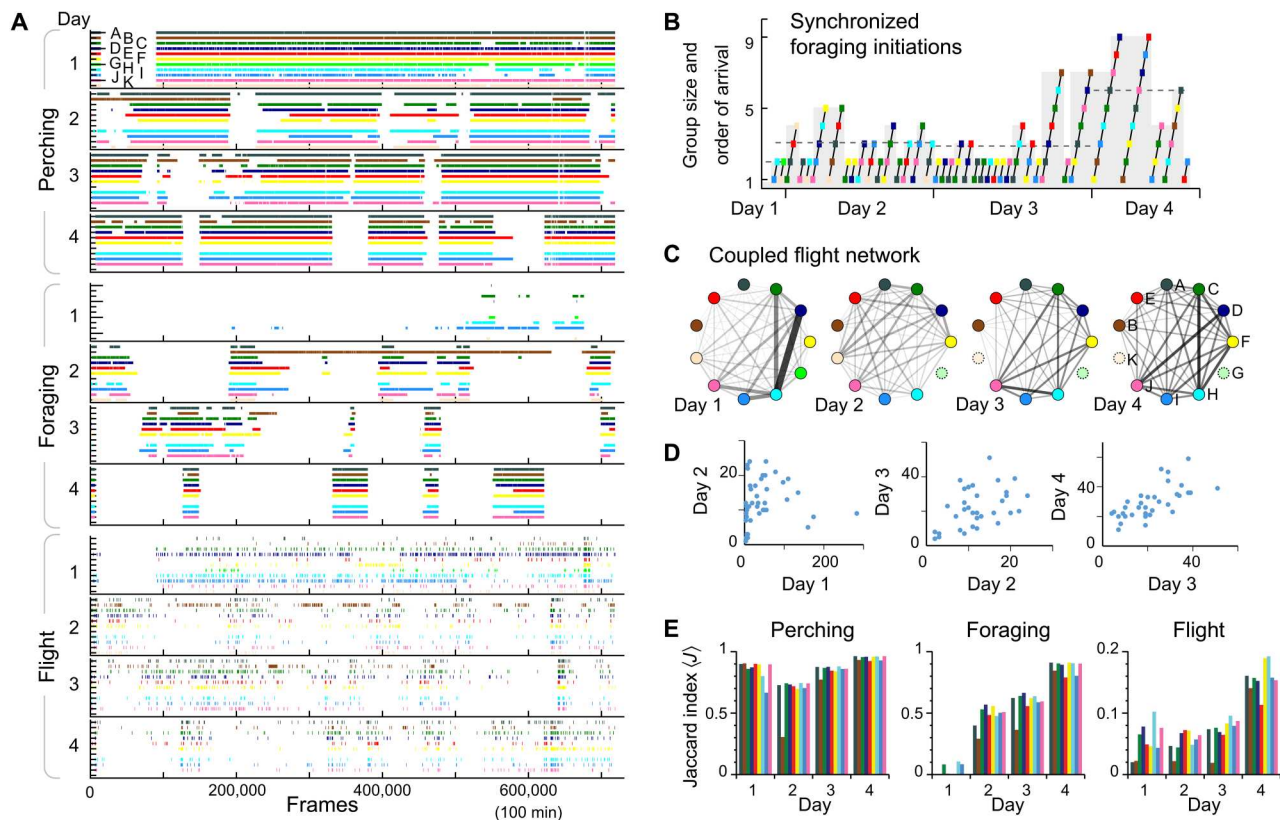 A
Day
A B C
D E F
G H I
J K
1
2
3
4
Perching
1
2
3
4
Foraging
1
2
3
4
Flight
0
200,000
400,000
600,000
Frames
(100 min)
B
Synchronized
foraging initiations
Group size and
order of arrival
9
5
1
Day 1
Day 2
Day 3
Day 4
C
Coupled flight network
Day 1
Day 2
Day 3
Day 4
A
C
D
F
G
H
I
J
K
B
E
D
Day 2
20
0
0
200
Day 1
Day 3
40
0
0
20
Day 2
Day 4
40
0
0
40
Day 3
E
Perching
Foraging
Flight
Jaccard index ⟨J⟩
1
0.5
0
1 2 3 4
Day
1
0.5
0
1 2 3 4
Day
0.2
0.1
0
1 2 3 4
Day